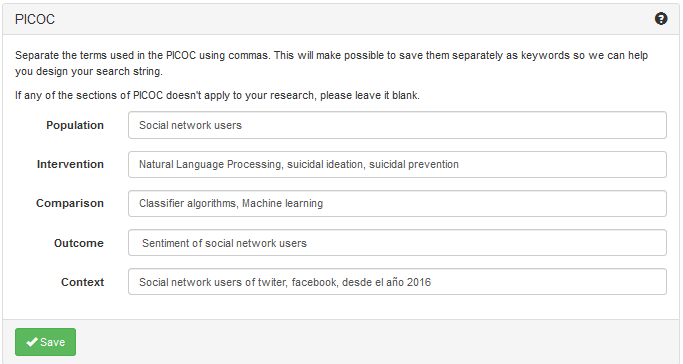 PICOC
Separate the terms used in the PICOC using commas. This will make possible to save them separately as keywords so we can help
you design your search string.
If any of the sections of PICOC doesn't apply to your research, please leave it blank.
Population Social network users
Intervention Natural Language Processing, suicidal ideation, suicidal prevention
Comparison Classifier algorithms, Machine learning
Outcome Sentiment of social network users
Context Social network users of twiter, facebook, desde el año 2016
Save